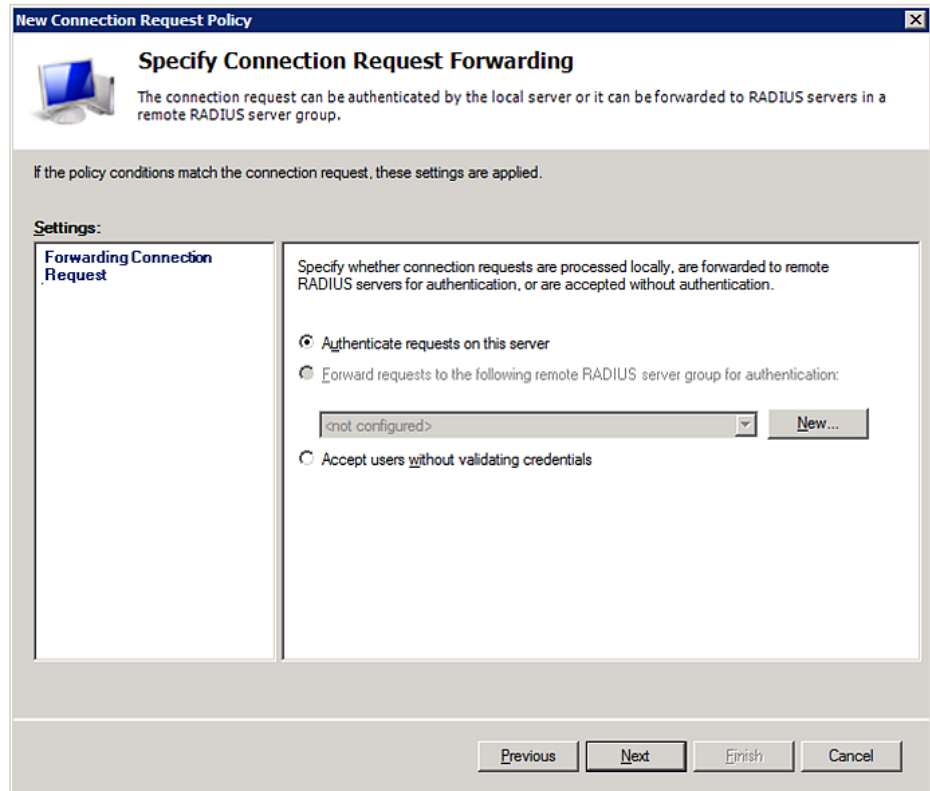 New Connection Request Policy
Specify Connection Request Forwarding
The connection request can be authenticated by the local server or it can be forwarded to RADIUS servers in a
remote RADIUS server group.
If the policy conditions match the connection request, these settings are applied.
Settings:
Forwarding Connection
Request
Specify whether connection requests are processed locally, are forwarded to remote
RADIUS servers for authentication, or are accepted without authentication.
Authenticate requests on this server
Forward requests to the following remote RADIUS server group for authentication:
<not configured>
New...
Accept users without validating credentials
Previous
Next
Finish
Cancel